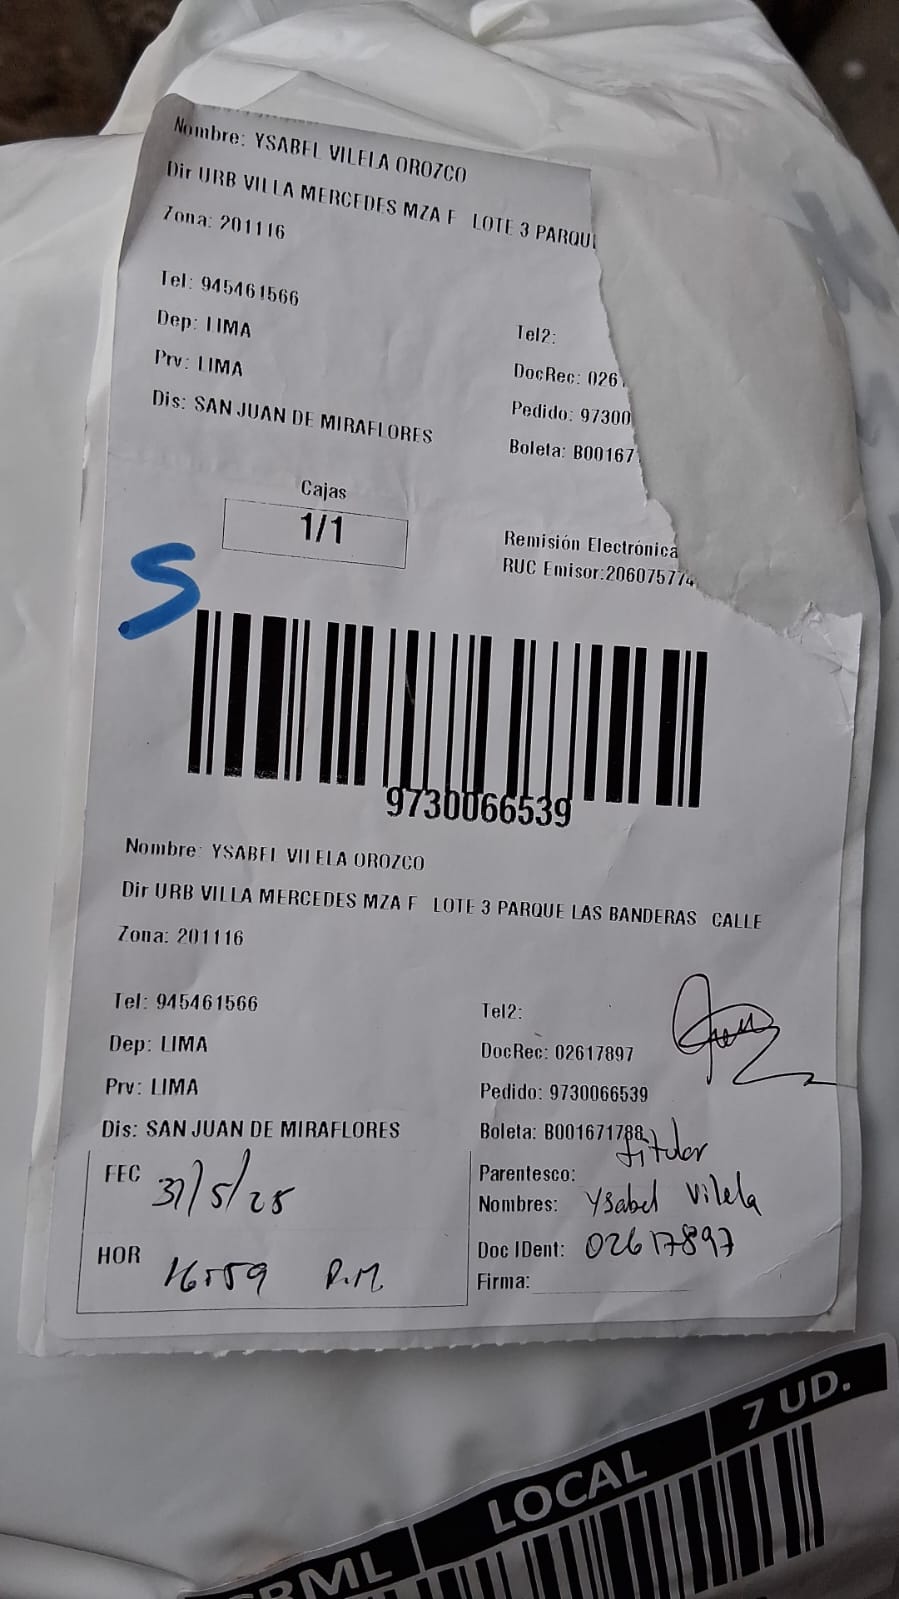 Nombre: YSABEL VILELA OROZCO
Dir URB VILLA MERCEDES MZA F LOTE 3 PARQU
Zona: 201116
Tel: 945461566
Tel2:
Dep: LIMA
DocRec: 026
Prv: LIMA
Pedido: 97300
Dis: SAN JUAN DE MIRAFLORES
Boleta: B00167
Cajas
1/1
Remisión Electrónica
RUC Emisor:206075774
S
9730066539
Nombre: YSABEL VILELA OROZCO
Dir URB VILLA MERCEDES MZA F LOTE 3 PARQUE LAS BANDERAS CALLE
Zona: 201116
Tel: 945461566
Tel2:
Dep: LIMA
DocRec: 02617897
Prv: LIMA
Pedido: 9730066539
Dis: SAN JUAN DE MIRAFLORES
Boleta: B001671788
FEC 31/5/25
Parentesco: titular
Nombres: Ysabel Vilela
HOR 16:59 P.M
Doc IDent: 02617897
Firma:
LOCAL
7 UD.